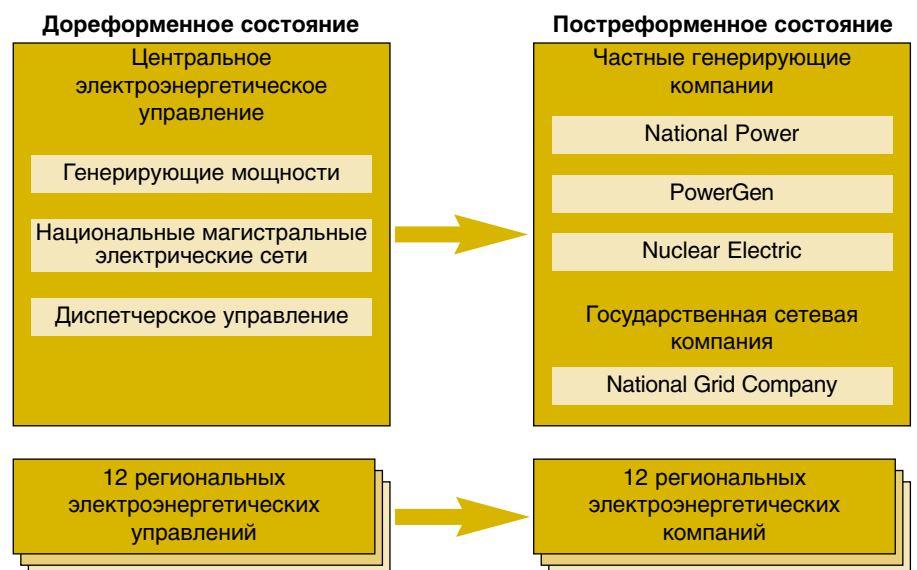 Дореформенное состояние
Центральное
электроэнергетическое
управление
Генерирующие мощности
Национальные магистральные
электрические сети
Диспетчерское управление
12 региональных
электроэнергетических
управлений
Постреформенное состояние
Частные генерирующие
компании
National Power
PowerGen
Nuclear Electric
Государственная сетевая
компания
National Grid Company
12 региональных
электроэнергетических
компаний